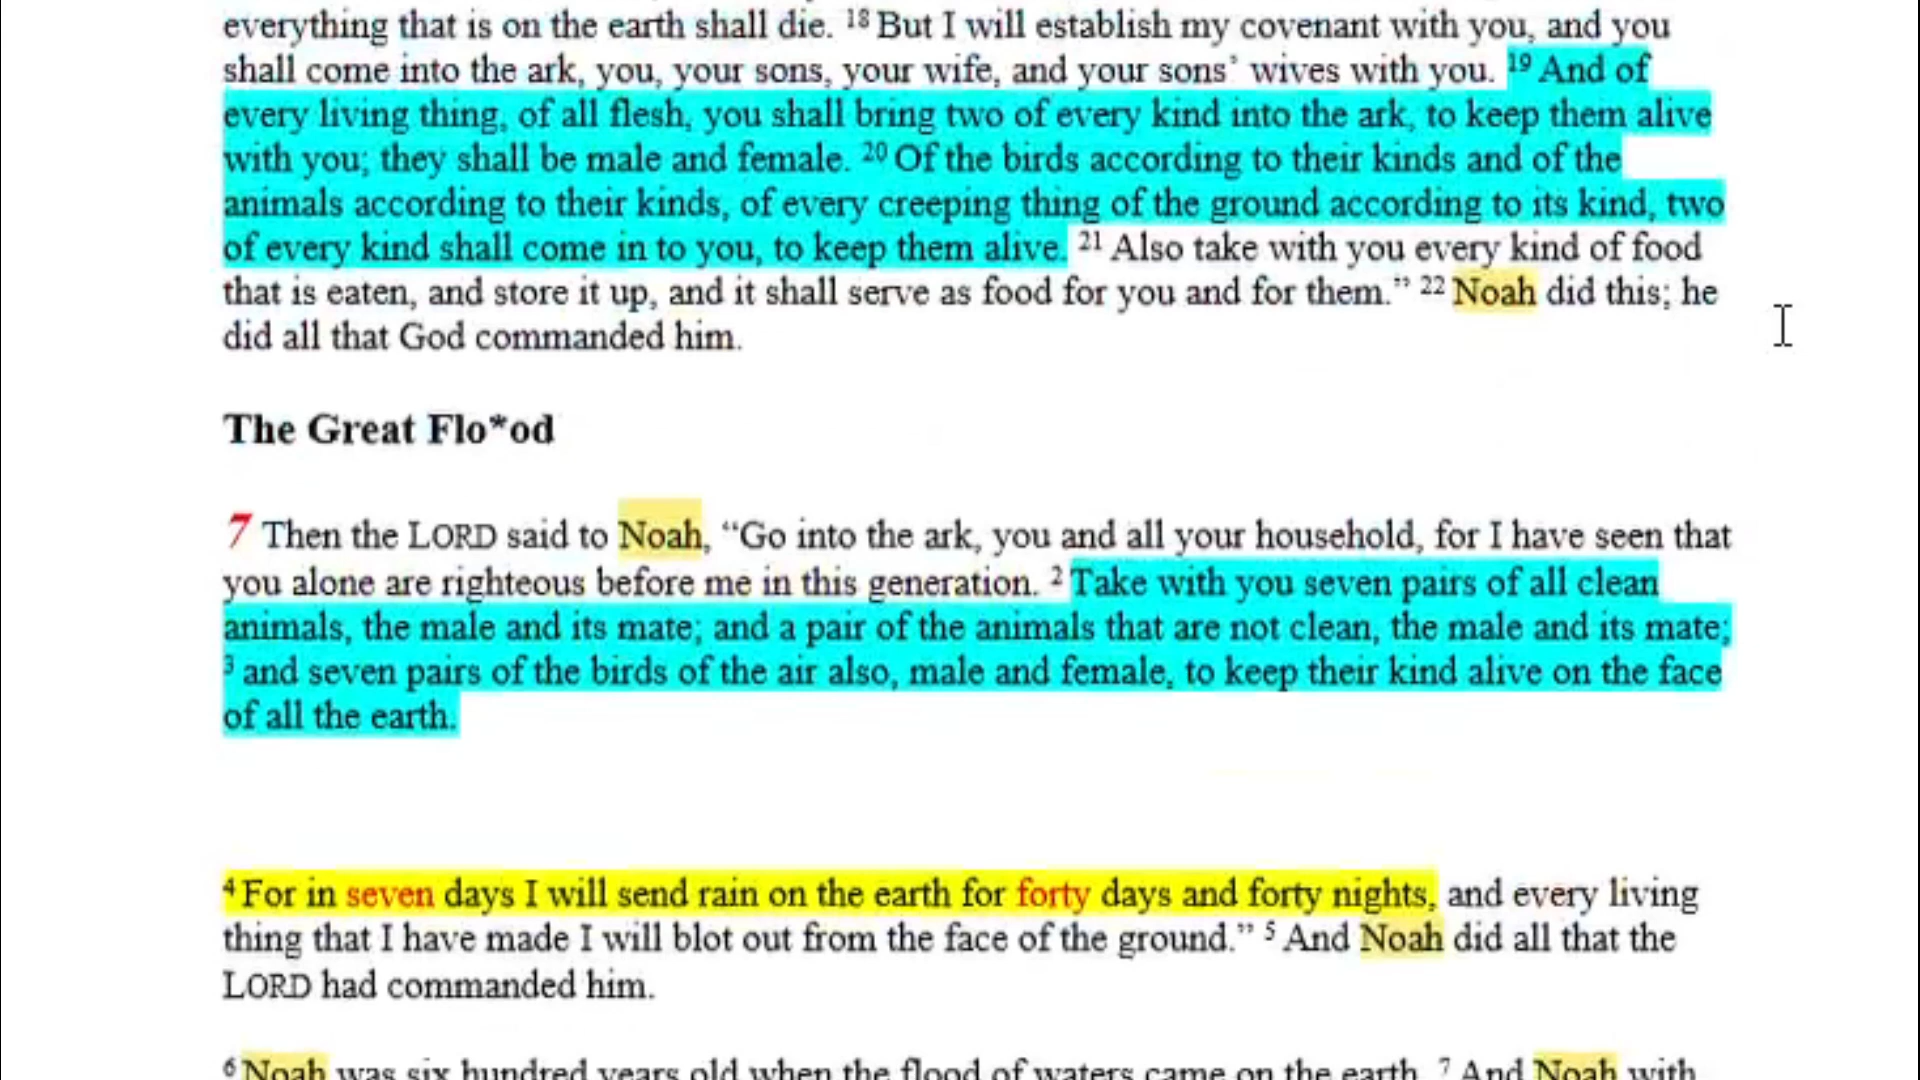 everything that is on the earth shall die. 18 But I will establish my covenant with you, and you
shall come into the ark, you, your sons, your wife, and your sons’ wives with you. 19 And of
every living thing, of all flesh, you shall bring two of every kind into the ark, to keep them alive
with you; they shall be male and female. 20 Of the birds according to their kinds and of the
animals according to their kinds, of every creeping thing of the ground according to its kind, two
of every kind shall come in to you, to keep them alive. 21 Also take with you every kind of food
that is eaten, and store it up, and it shall serve as food for you and for them.” 22 Noah did this; he
did all that God commanded him.
The Great Flo*od
7 Then the LORD said to Noah, “Go into the ark, you and all your household, for I have seen that
you alone are righteous before me in this generation. 2 Take with you seven pairs of all clean
animals, the male and its mate; and a pair of the animals that are not clean, the male and its mate;
3 and seven pairs of the birds of the air also, male and female, to keep their kind alive on the face
of all the earth.
4 For in seven days I will send rain on the earth for forty days and forty nights, and every living
thing that I have made I will blot out from the face of the ground.” 5 And Noah did all that the
LORD had commanded him.
6 Noah was six hundred years old when the flood of waters came on the earth. 7 And Noah with